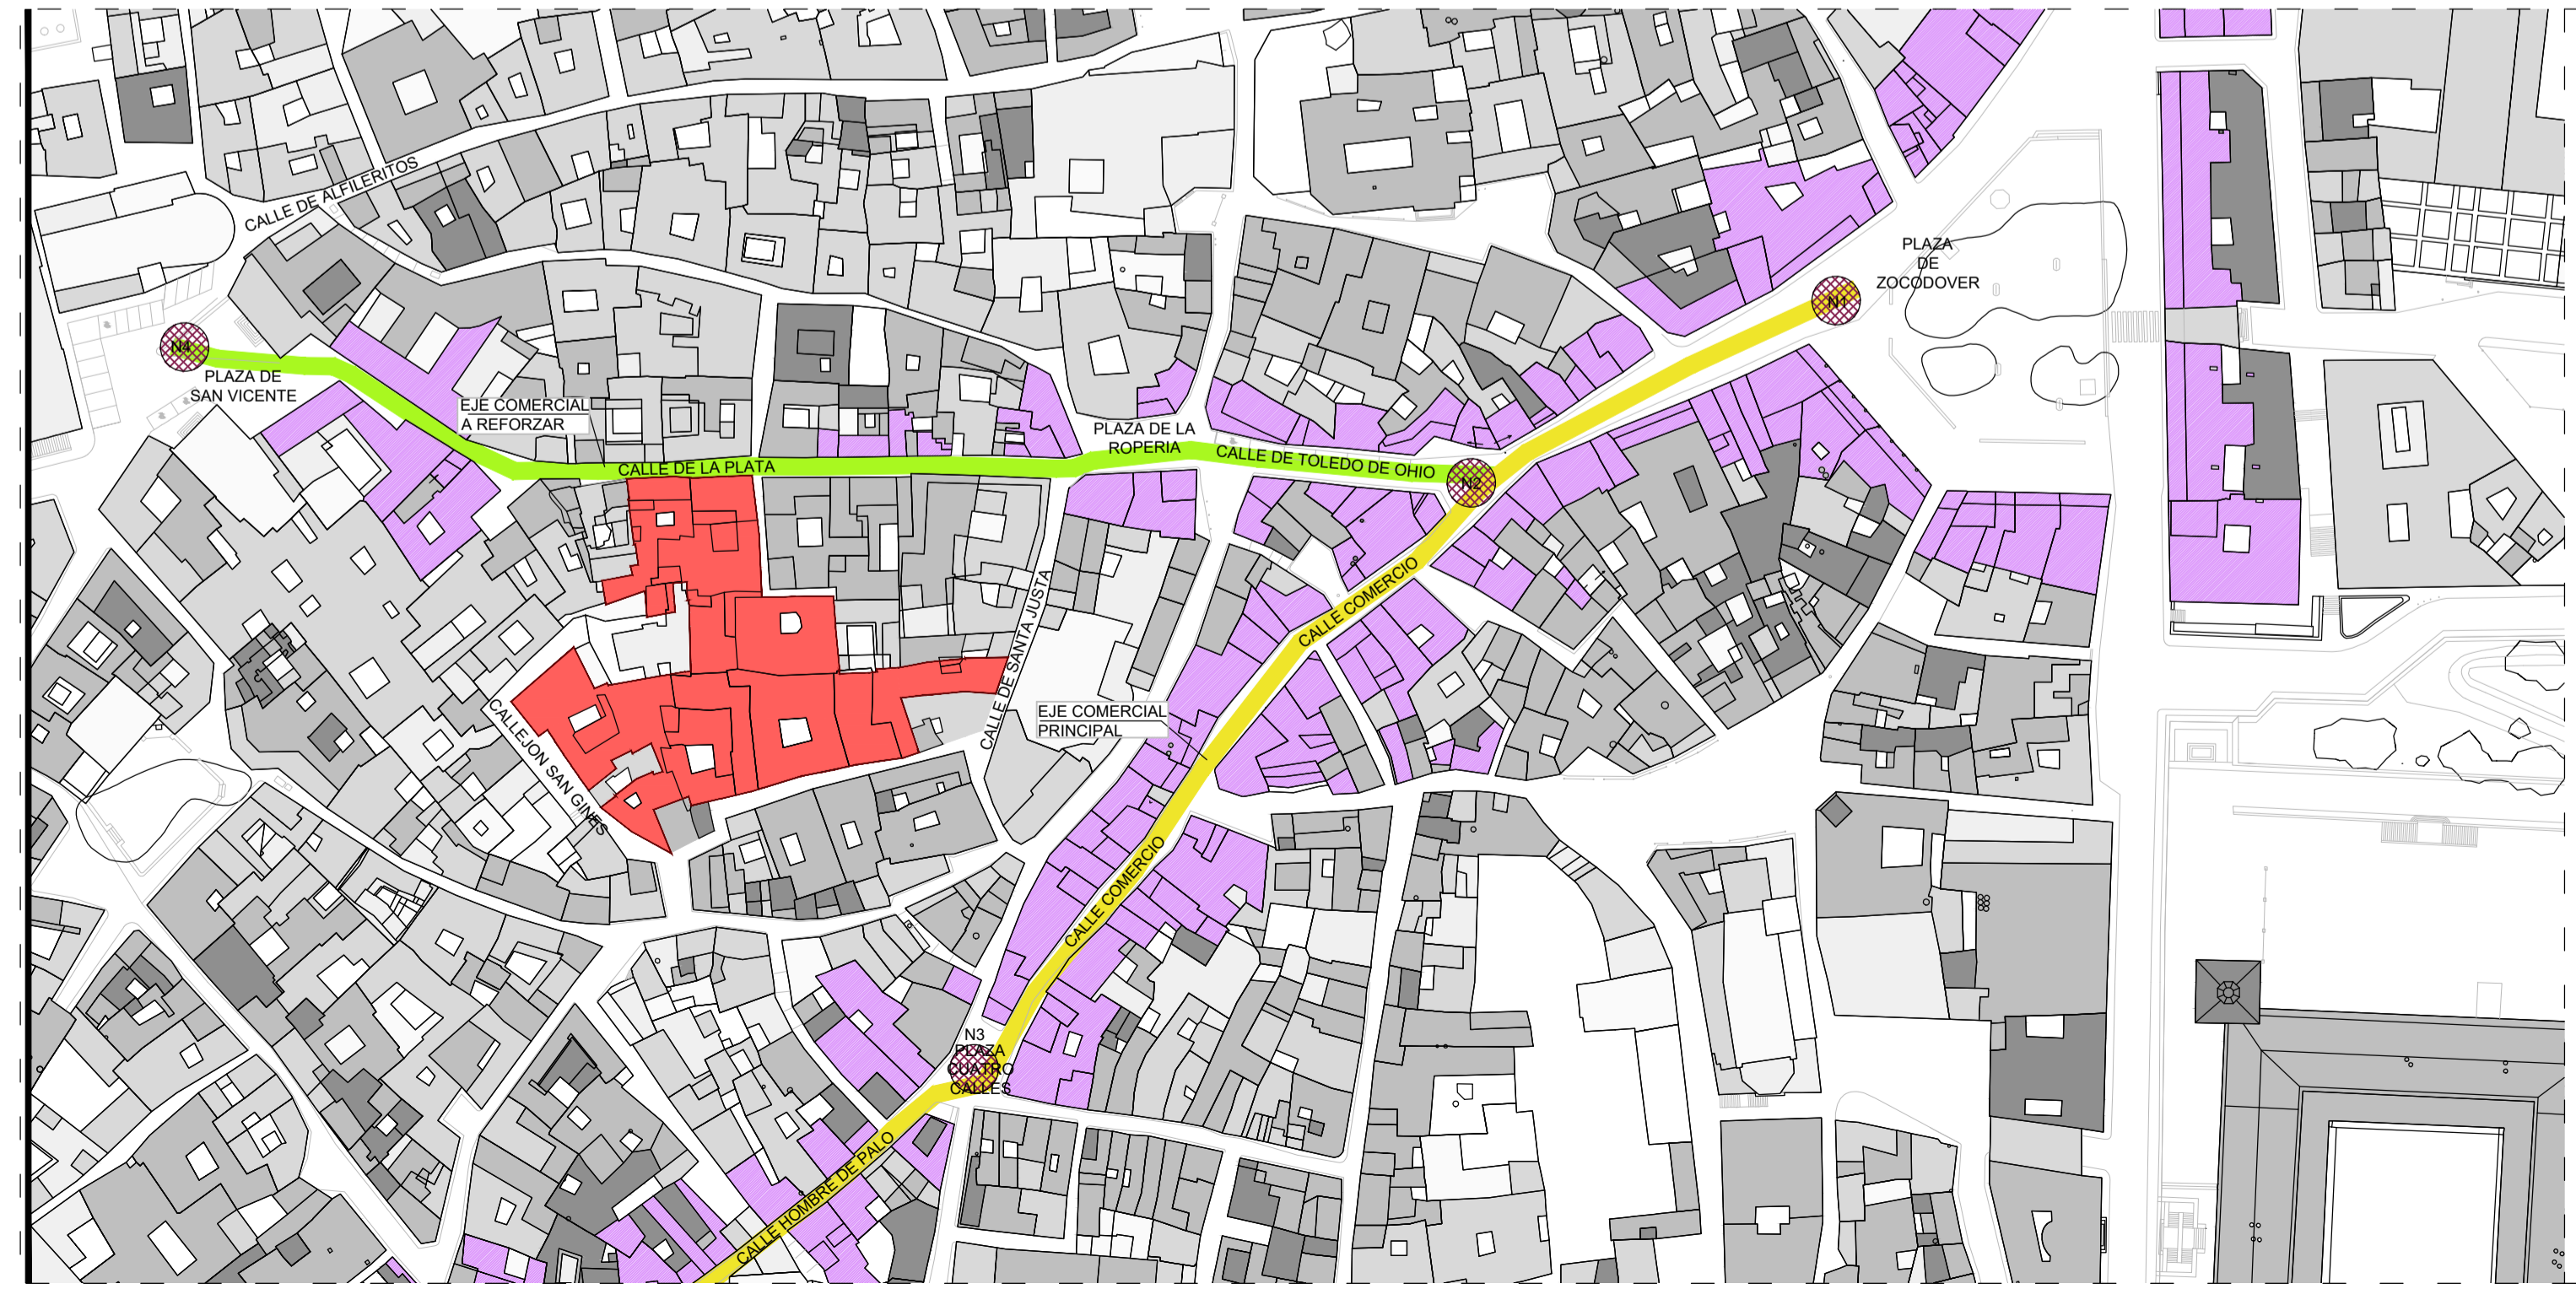 CALLE DE ALFILERITOS
PLAZA
DE
ZOCODOVER
N1
N4
PLAZA DE
SAN VICENTE
EJE COMERCIAL
A REFORZAR
PLAZA DE LA
ROPERIA
CALLE DE LA PLATA
CALLE DE TOLEDO DE OHIO
N2
CALLE COMERCIO
CALLE DE SANTA JUSTA
EJE COMERCIAL
PRINCIPAL
CALLEJON SAN GINES
CALLE COMERCIO
N3
PLAZA
CUATRO
CALLES
CALLE HOMBRE DE PALO